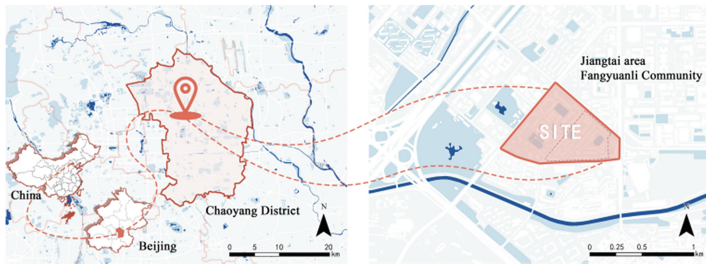 China
Beijing
Chaoyang District
N
0 5 10 20
km
Jiangtai area
Fangyuanli Community
SITE
N
0 0.25 0.5 1
km